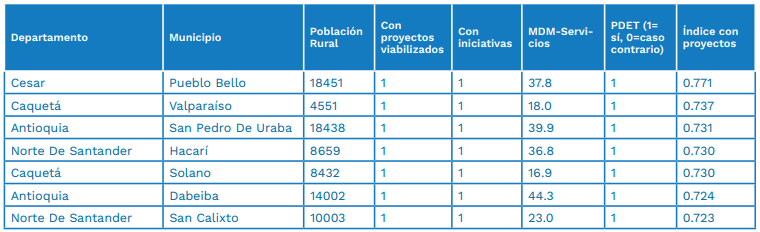 Departamento Municipio Población Rural Con proyectos viabilizados Con iniciativas MDM-Servi-cios PDET (1= sí, 0=caso contrario) Índice con proyectos
Cesar Pueblo Bello 18451 1 1 37.8 1 0.771
Caquetá Valparaíso 4551 1 1 18.0 1 0.737
Antioquia San Pedro De Uraba 18438 1 1 39.9 1 0.731
Norte De Santander Hacarí 8659 1 1 36.8 1 0.730
Caquetá Solano 8432 1 1 16.9 1 0.730
Antioquia Dabeiba 14002 1 1 44.3 1 0.724
Norte De Santander San Calixto 10003 1 1 23.0 1 0.723